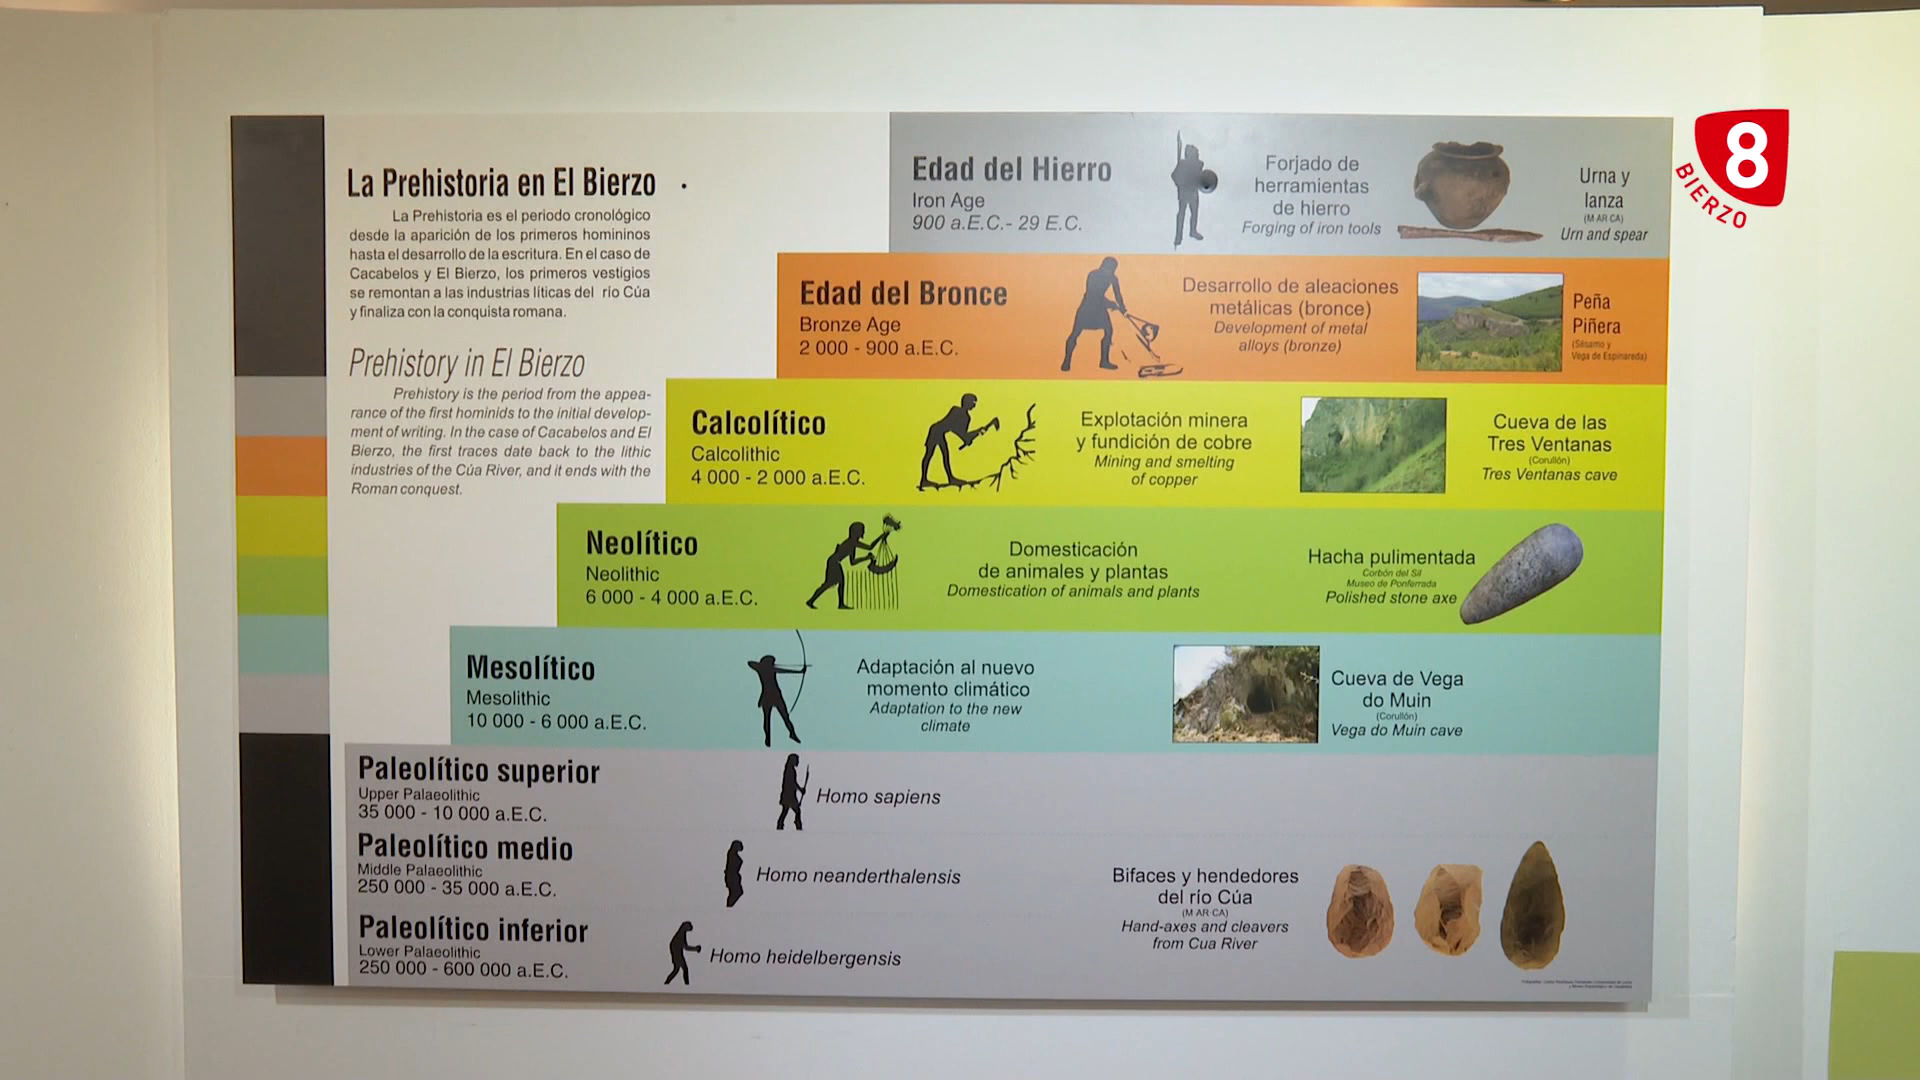 La Prehistoria en El Bierzo
La Prehistoria es el periodo cronológico
desde la aparición de los primeros homininos
hasta el desarrollo de la escritura. En el caso de
Cacabelos y El Bierzo, los primeros vestigios
se remontan a las industrias líticas del río Cúa
y finaliza con la conquista romana.
Prehistory in El Bierzo
Prehistory is the period from the appea-
rance of the first hominids to the initial develop-
ment of writing. In the case of Cacabelos and El
Bierzo, the first traces date back to the lithic
industries of the Cúa River, and it ends with the
Roman conquest.
Edad del Hierro
Iron Age
900 a.E.C.- 29 E.C.
Forjado de
herramientas
de hierro
Forging of iron tools
Urna y
lanza
(M AR CA)
Urn and spear
Edad del Bronce
Bronze Age
2 000 - 900 a.E.C.
Desarrollo de aleaciones
metálicas (bronce)
Development of metal
alloys (bronze)
Peña
Piñera
(Sésamo y
Vega de Espinareda)
Calcolítico
Calcolithic
4 000 - 2 000 a.E.C.
Explotación minera
y fundición de cobre
Mining and smelting
of copper
Cueva de las
Tres Ventanas
(Corullón)
Tres Ventanas cave
Neolítico
Neolithic
6 000 - 4 000 a.E.C.
Domesticación
de animales y plantas
Domestication of animals and plants
Hacha pulimentada
Corbón del Sil
Museo de Ponferrada
Polished stone axe
Mesolítico
Mesolithic
10 000 - 6 000 a.E.C.
Adaptación al nuevo
momento climático
Adaptation to the new
climate
Cueva de Vega
do Muin
(Corullón)
Vega do Muin cave
Paleolítico superior
Upper Palaeolithic
35 000 - 10 000 a.E.C.
Homo sapiens
Paleolítico medio
Middle Palaeolithic
250 000 - 35 000 a.E.C.
Homo neanderthalensis
Paleolítico inferior
Lower Palaeolithic
250 000 - 600 000 a.E.C.
Homo heidelbergensis
Bifaces y hendedores
del río Cúa
(M AR CA)
Hand-axes and cleavers
from Cua River
8
BIERZO